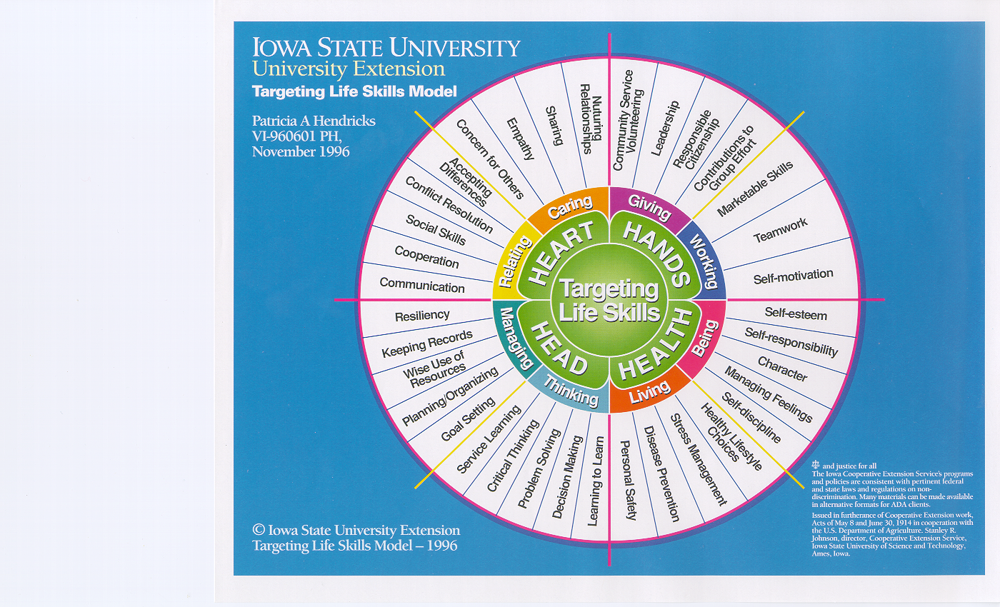 IOWA STATE UNIVERSITY
University Extension
Targeting Life Skills Model
Patricia A Hendricks
VI-960601 PH,
November 1996
Nuturing
Relationships
Sharing
Empathy
Concern for Others
Accepting
Differences
Conflict Resolution
Social Skills
Cooperation
Communication
Community Service
Volunteering
Leadership
Responsible
Citizenship
Contributions to
Group Effort
Marketable Skills
Teamwork
Self-motivation
Caring
Giving
Relating
Working
HEART
HANDS
Targeting
Life Skills
HEAD
HEALTH
Managing
Being
Thinking
Living
Resiliency
Keeping Records
Wise Use of
Resources
Planning/Organizing
Goal Setting
Service Learning
Critical Thinking
Problem Solving
Decision Making
Learning to Learn
Self-esteem
Self-responsibility
Character
Managing Feelings
Self-discipline
Healthy Lifestyle
Choices
Stress Management
Disease Prevention
Personal Safety
© Iowa State University Extension
Targeting Life Skills Model – 1996
and justice for all
The Iowa Cooperative Extension Service's programs
and policies are consistent with pertinent federal
and state laws and regulations on non-
discrimination. Many materials can be made available
in alternative formats for ADA clients.
Issued in furtherance of Cooperative Extension work,
Acts of May 8 and June 30, 1914 in cooperation with
the U.S. Department of Agriculture. Stanley R.
Johnson, director, Cooperative Extension Service,
Iowa State University of Science and Technology,
Ames, Iowa.